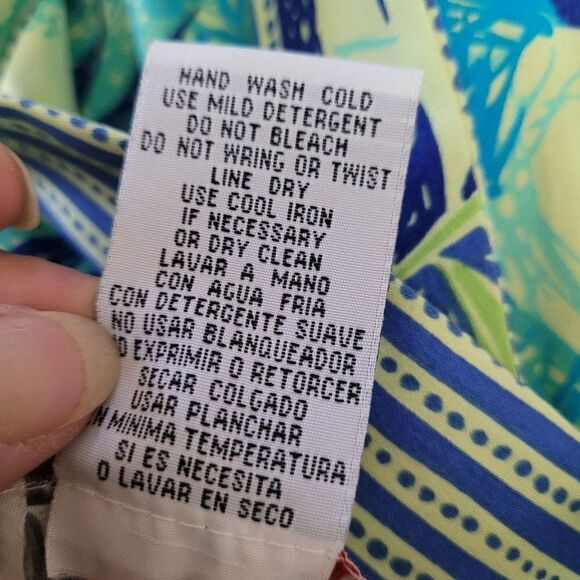 HAND WASH COLD
USE MILD DETERGENT
DO NOT BLEACH
DO NOT WRING OR TWIST
LINE DRY
USE COOL IRON
IF NECESSARY
OR DRY CLEAN
LAVAR A MANO
CON AGUA FRIA
CON DETERGENTE SUAVE
NO USAR BLANQUEADOR
O EXPRIMIR O RETORCER
SECAR COLGADO
USAR PLANCHAR
N MINIMA TEMPERATURA
SI ES NECESITA
O LAVAR EN SECO